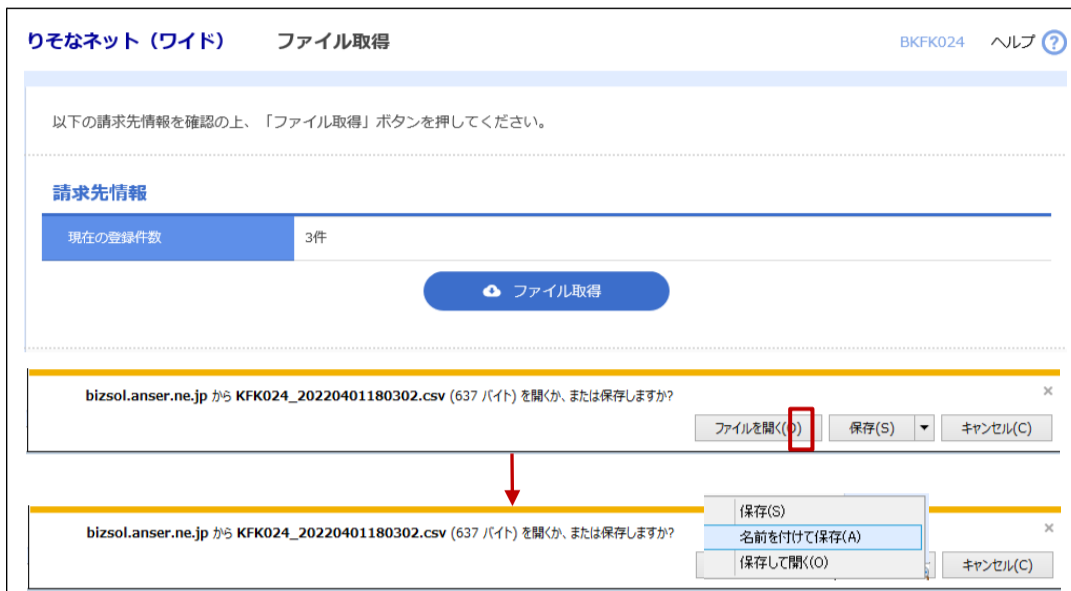 りそなネット（ワイド） ファイル取得 BKFK024 ヘルプ ?
以下の請求先情報を確認の上、「ファイル取得」ボタンを押してください。
請求先情報
現在の登録件数 3件
ファイル取得
bizsol.anser.ne.jp から KFK024_20220401180302.csv (637 バイト) を開くか、または保存しますか? ×
ファイルを開く(O) 保存(S) ▼ キャンセル(C)
保存(S)
bizsol.anser.ne.jp から KFK024_20220401180302.csv (637 バイト) を開くか、または保存しますか? 名前を付けて保存(A) ×
保存して開く(O) キャンセル(C)